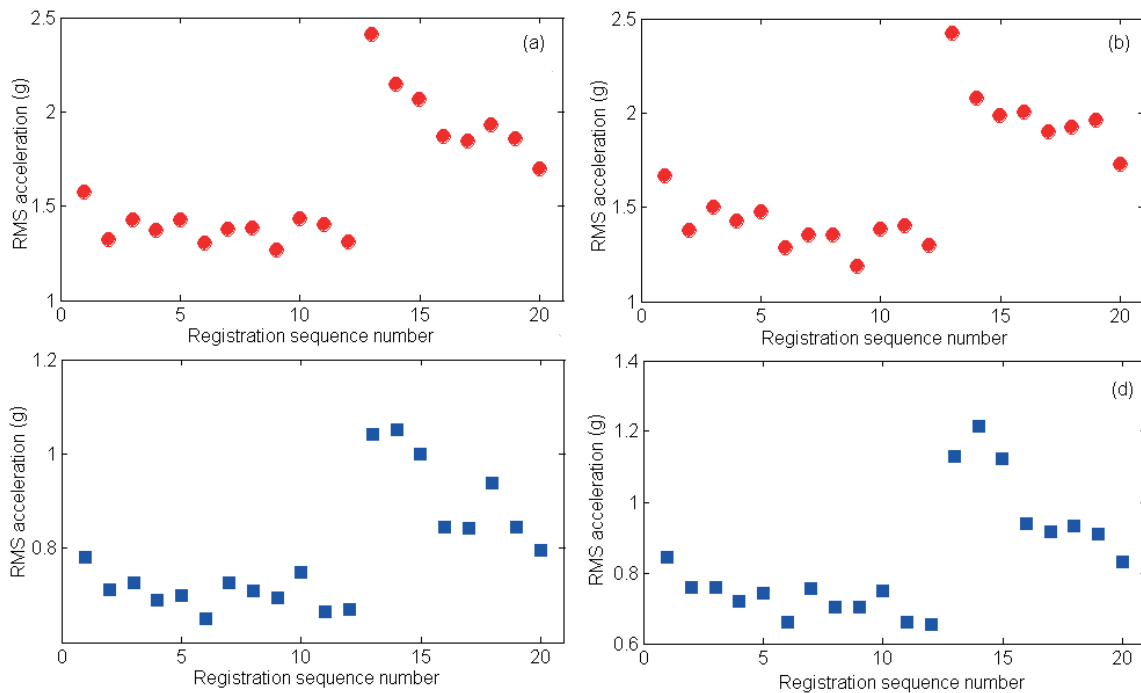 2.5
2
1.5
1
RMS acceleration (g)
(a)
0 5 10 15 20
Registration sequence number
2.5
2
1.5
1
RMS acceleration (g)
(b)
0 5 10 15 20
Registration sequence number
1.2
1
0.8
RMS acceleration (g)
0 5 10 15 20
Registration sequence number
1.4
1.2
1
0.8
0.6
RMS acceleration (g)
(d)
0 5 10 15 20
Registration sequence number